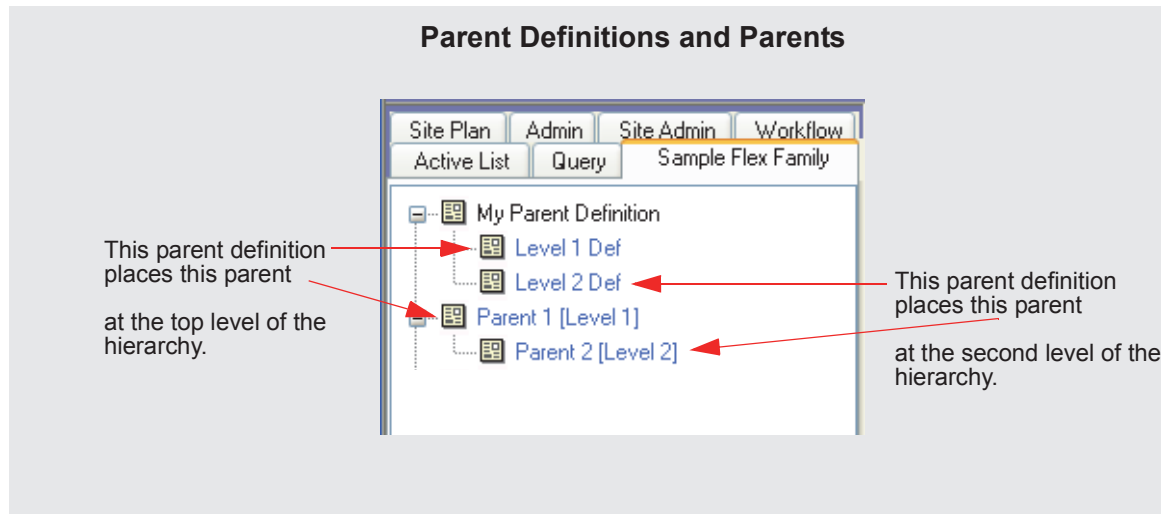 Parent Definitions and Parents
Site Plan Admin Site Admin Workflow
Active List Query Sample Flex Family
My Parent Definition
Level 1 Def
Level 2 Def
Parent 1 [Level 1]
Parent 2 [Level 2]
This parent definition
places this parent
at the top level of the
hierarchy.
This parent definition
places this parent
at the second level of the
hierarchy.